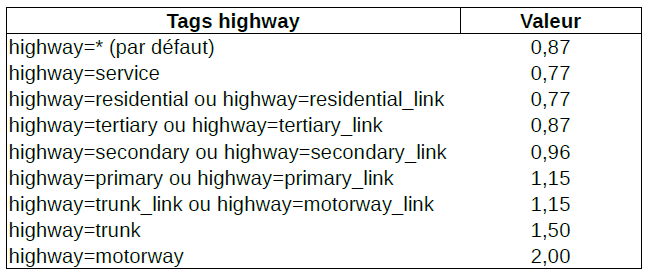 Tags highway Valeur
highway=* (par défaut) 0,87
highway=service 0,77
highway=residential ou highway=residential_link 0,77
highway=tertiary ou highway=tertiary_link 0,87
highway=secondary ou highway=secondary_link 0,96
highway=primary ou highway=primary_link 1,15
highway=trunk_link ou highway=motorway_link 1,15
highway=trunk 1,50
highway=motorway 2,00